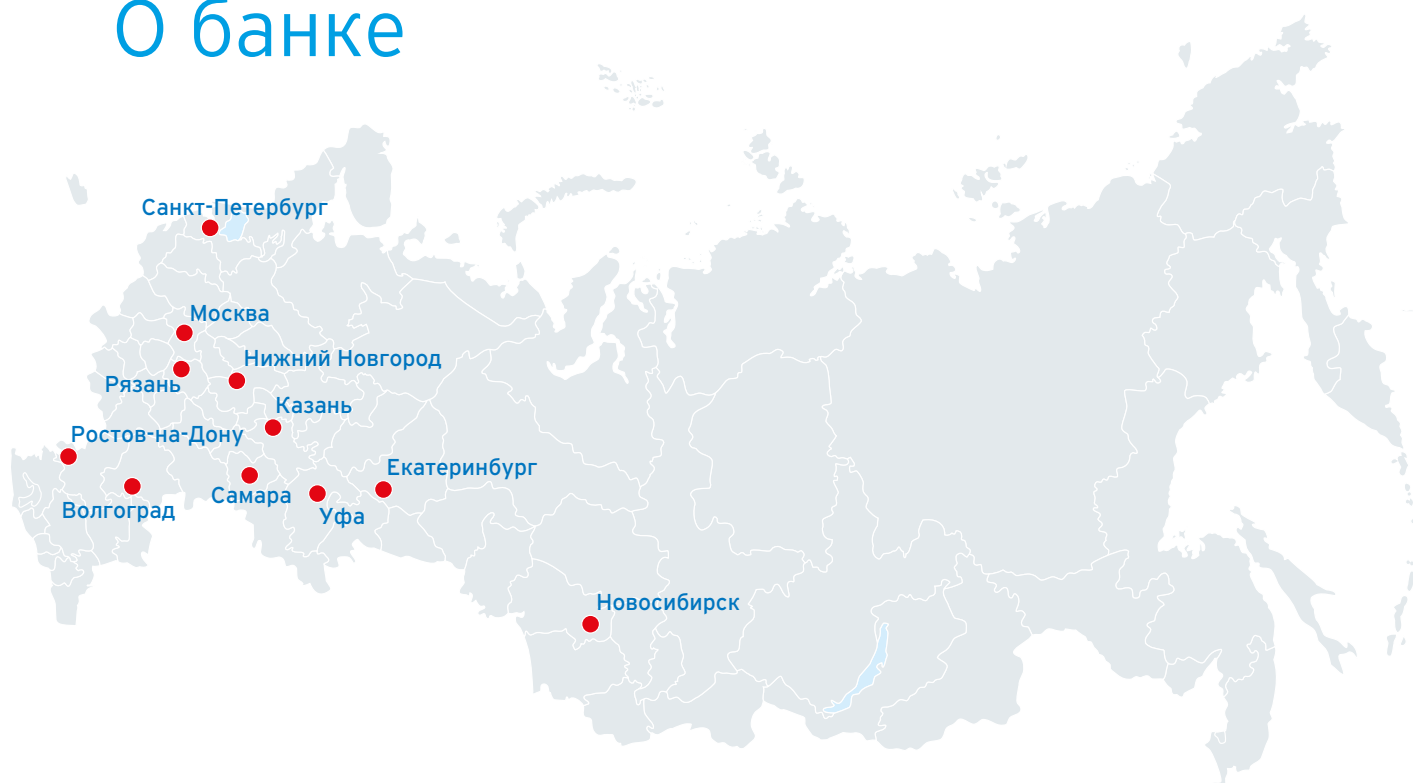 О банке
Санкт-Петербург
Москва
Нижний Новгород
Рязань
Казань
Ростов-на-Дону
Екатеринбург
Самара
Волгоград
Уфа
Новосибирск